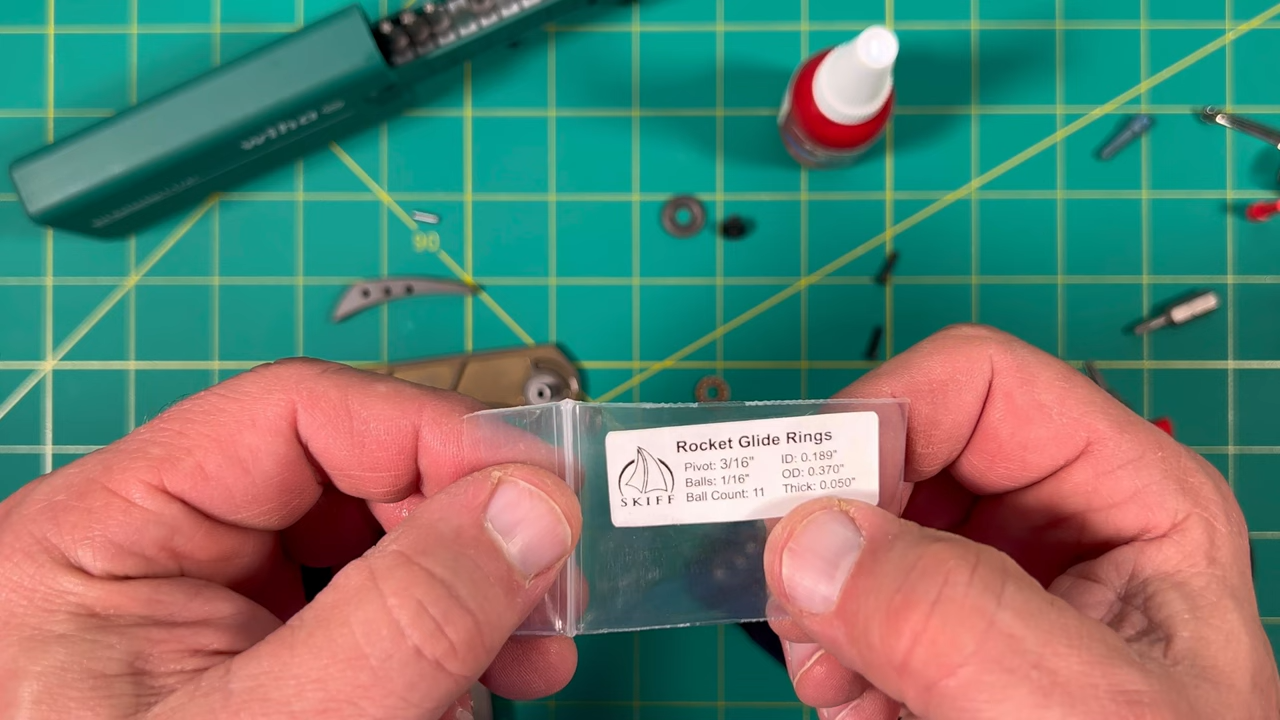 wiha
90
Rocket Glide Rings
Pivot: 3/16" ID: 0.189"
Balls: 1/16" OD: 0.370"
Ball Count: 11 Thick: 0.050"
SKIFF